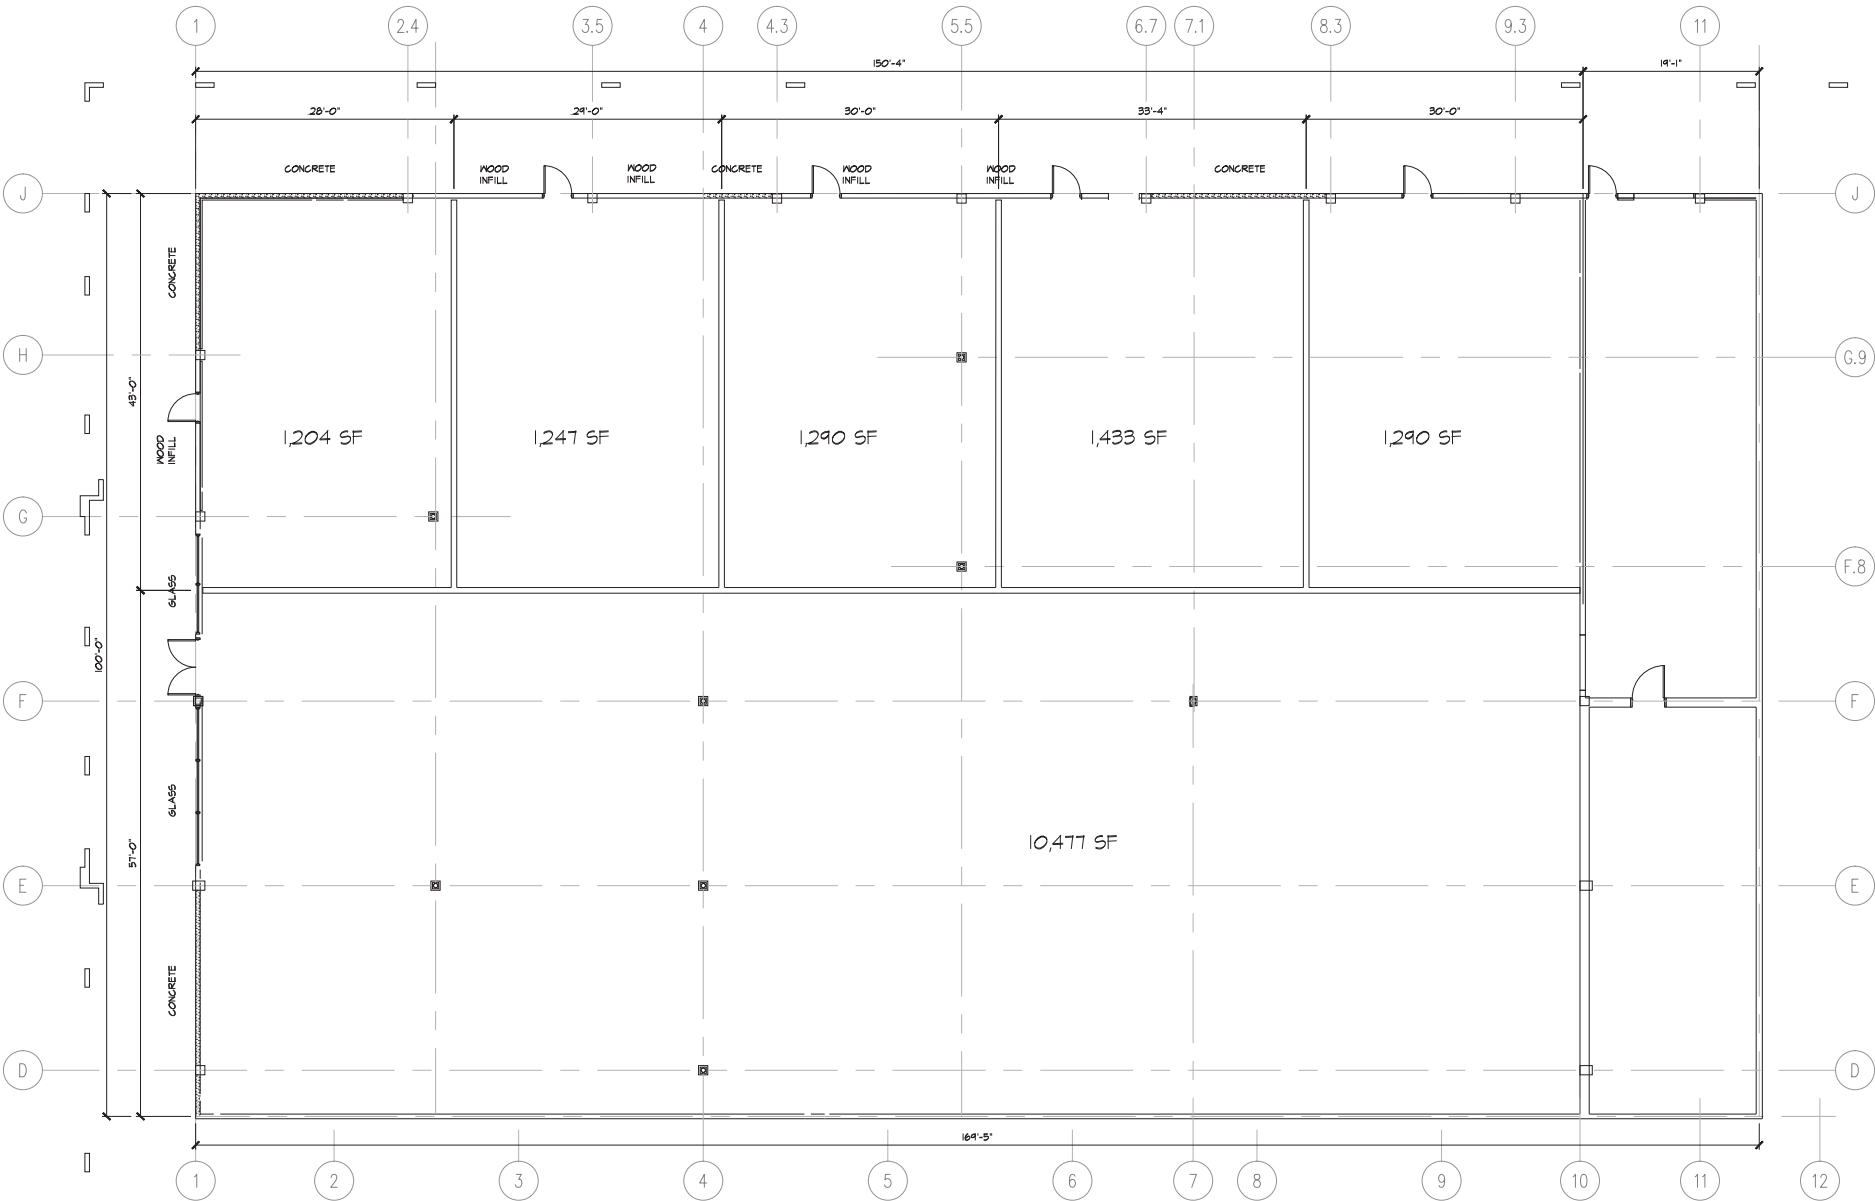 1 2.4 3.5 4 4.3 5.5 6.7 7.1 8.3 9.3 11
150'-4" 19'-1"
28'-0" 29'-0" 30'-0" 33'-4" 30'-0"
CONCRETE
WOOD
INFILL
WOOD
INFILL
CONCRETE
WOOD
INFILL
WOOD
INFILL
CONCRETE
J J
CONCRETE
H G.9
43'-0"
1,204 SF 1,247 SF 1,290 SF 1,433 SF 1,290 SF
WOOD
INFILL
G
F.8
GLASS
100'-0"
F F
GLASS
57'-0"
10,477 SF
E E
CONCRETE
D D
169'-5"
1 2 3 4 5 6 7 8 9 10 11 12